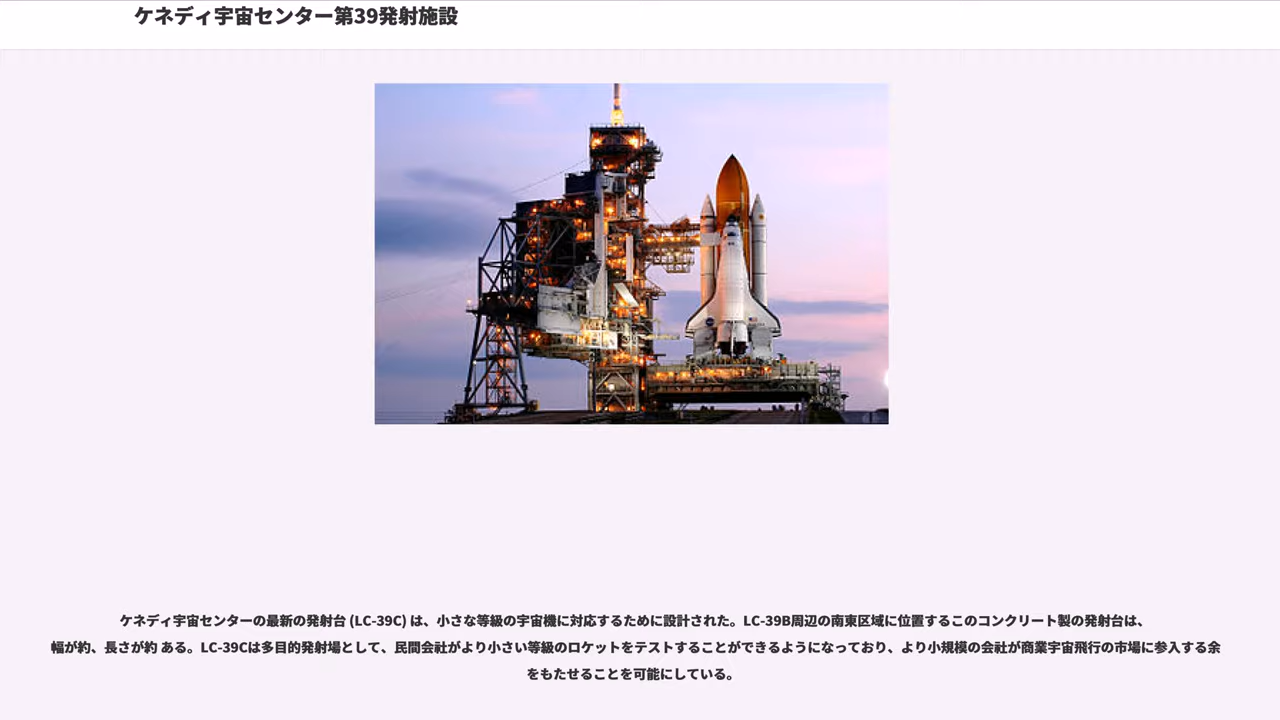 ケネディ宇宙センター第39発射施設
ケネディ宇宙センターの最新の発射台 (LC-39C) は、小さな等級の宇宙機に対応するために設計された。LC-39B周辺の南東区域に位置するこのコンクリート製の発射台は、
幅が約、長さが約 ある。LC-39Cは多目的発射場として、民間会社がより小さい等級のロケットをテストすることができるようになっており、より小規模の会社が商業宇宙飛行の市場に参入する余
をもたせることを可能にしている。